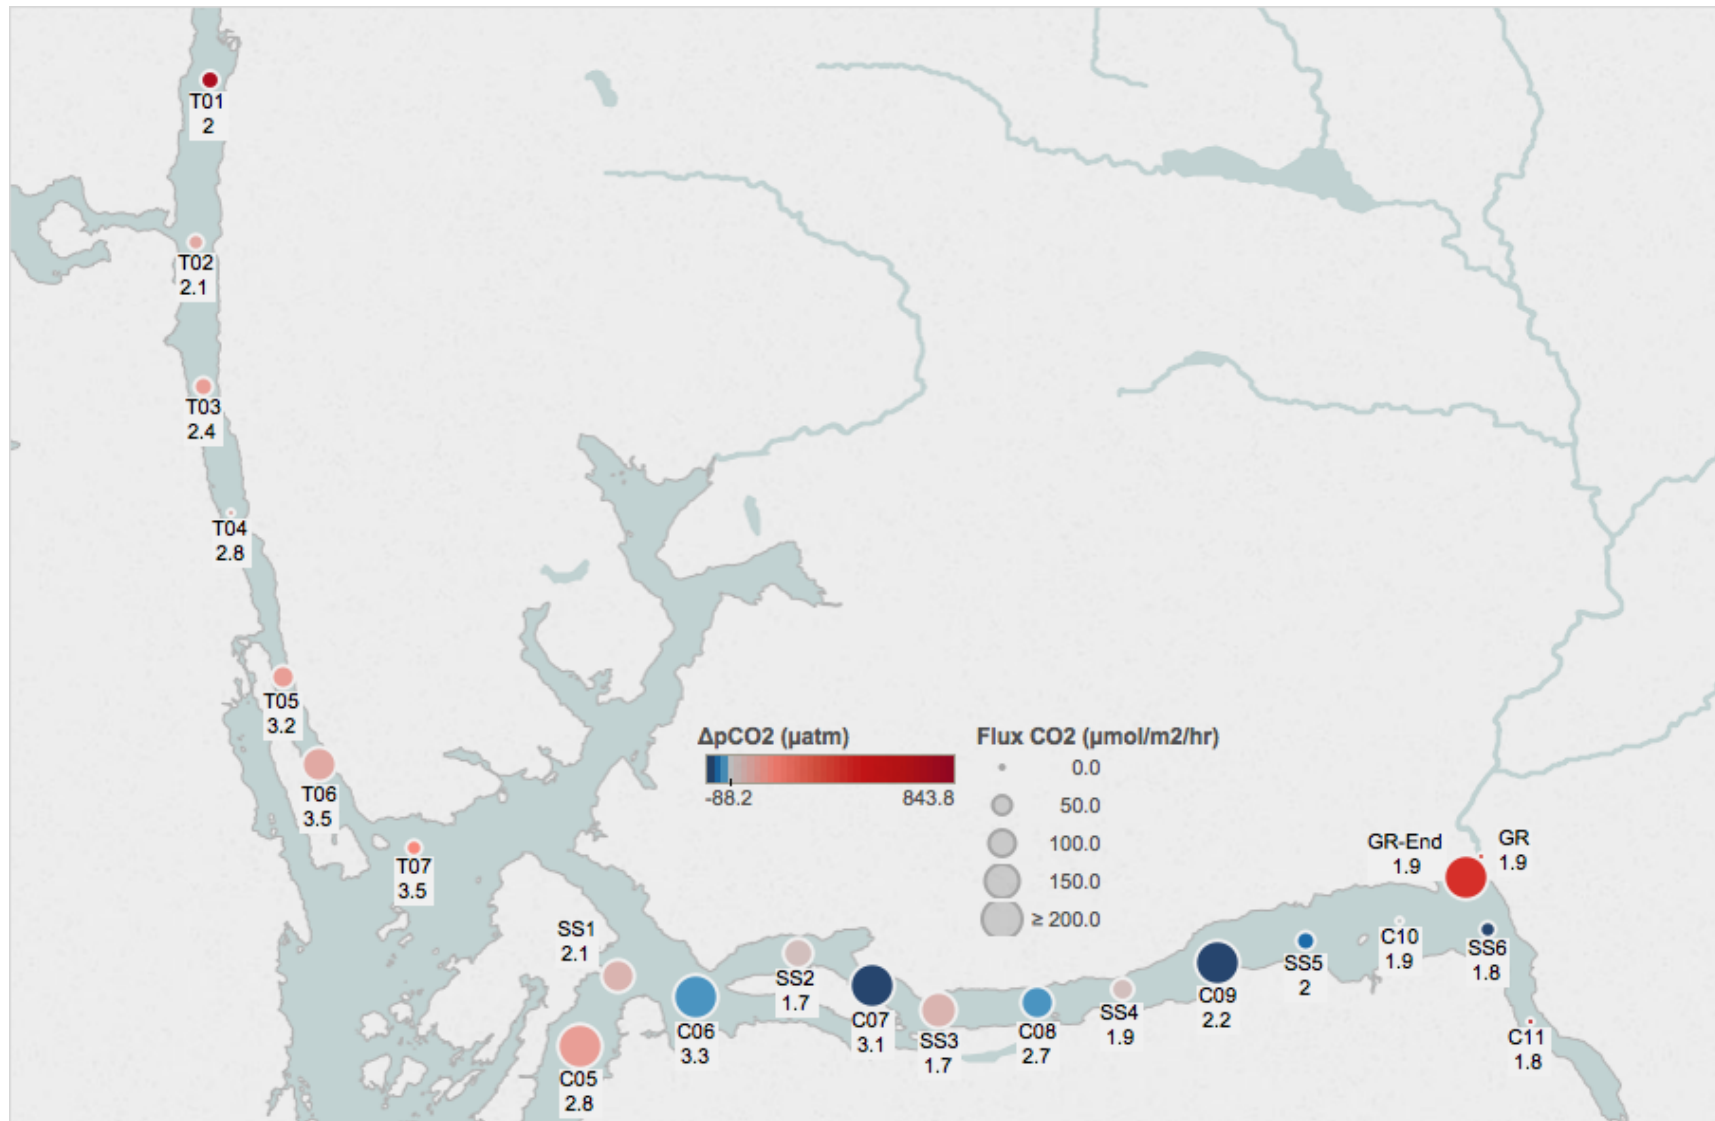 T01
2
T02
2.1
T03
2.4
T04
2.8
T05
3.2
T06
3.5
T07
3.5
ΔpCO2 (µatm)
-88.2 843.8
Flux CO2 (µmol/m2/hr)
0.0
50.0
100.0
150.0
≥ 200.0
SS1
2.1
C05
2.8
C06
3.3
SS2
1.7
C07
3.1
SS3
1.7
C08
2.7
SS4
1.9
C09
2.2
SS5
2
C10
1.9
GR-End
1.9
GR
1.9
SS6
1.8
C11
1.8